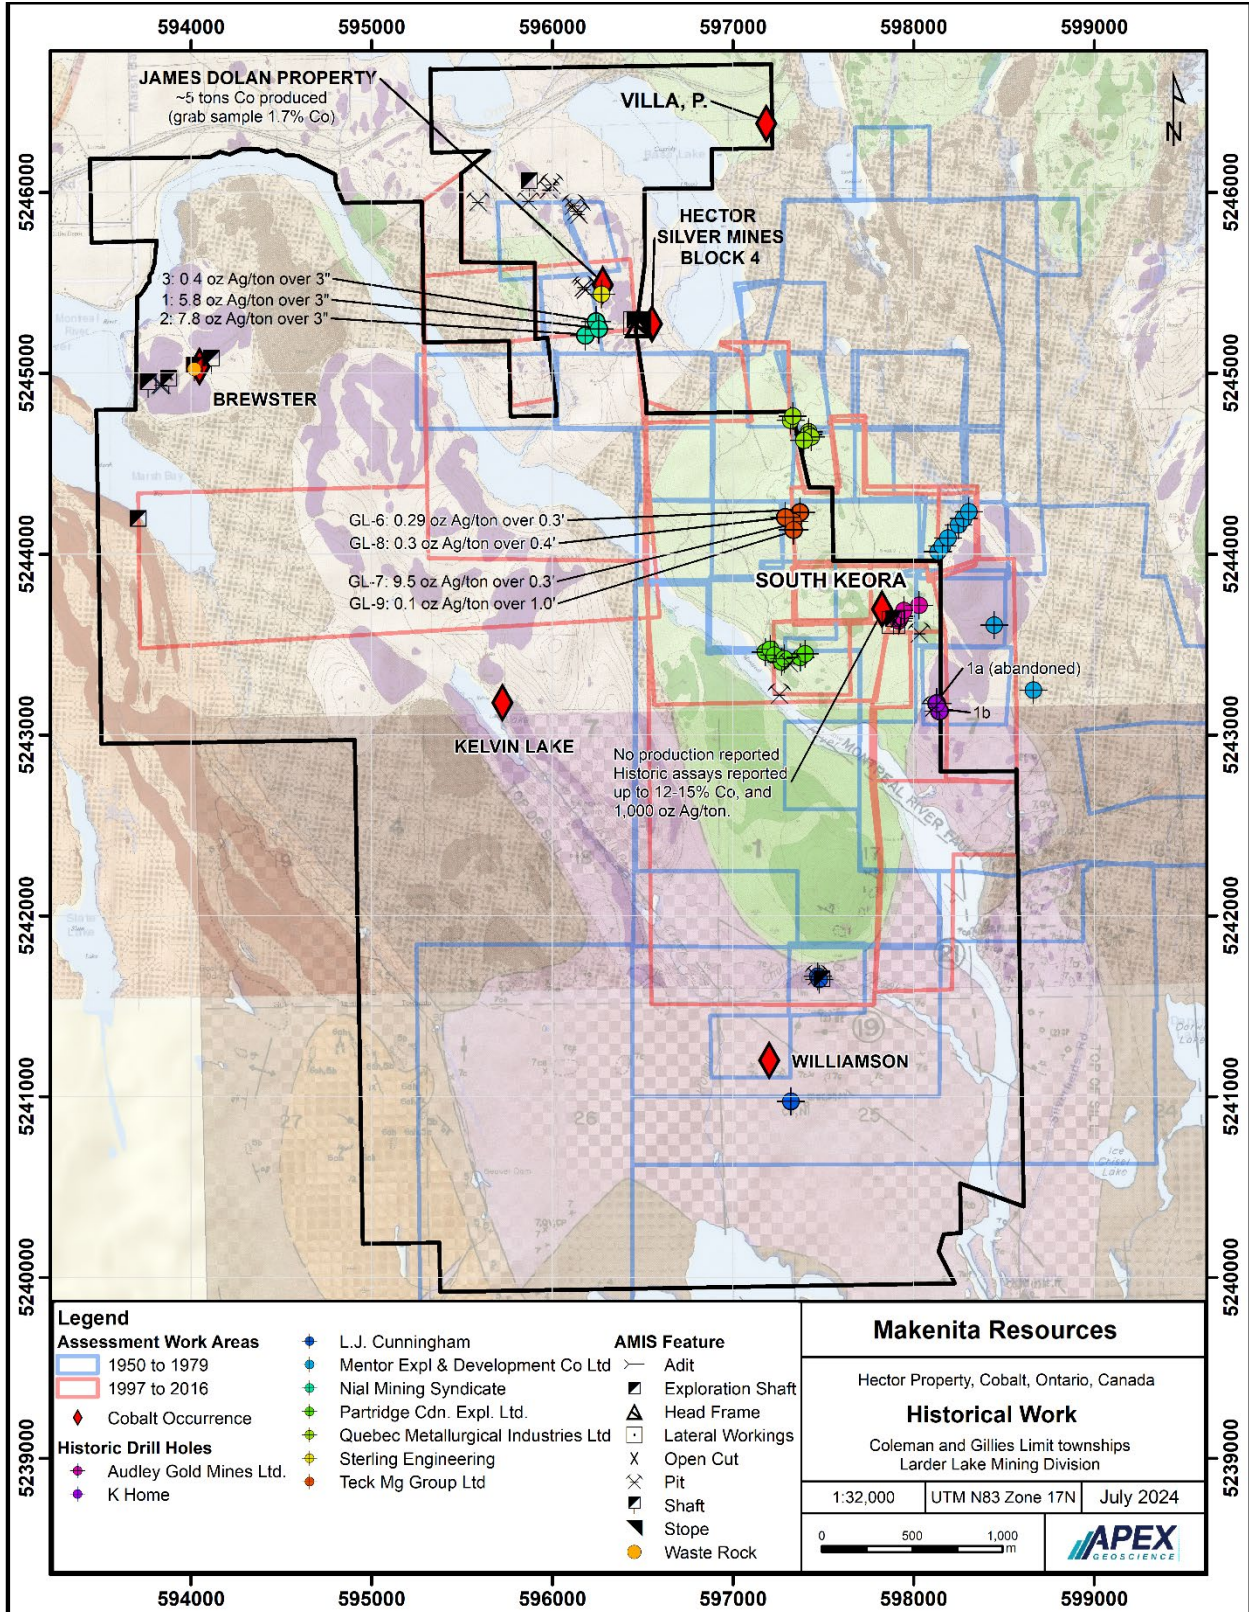 594000 595000 596000 597000 598000 599000
JAMES DOLAN PROPERTY
~5 tons Co produced
(grab sample 1.7% Co)
VILLA, P.
N
5246000
5246000
HECTOR
SILVER MINES
BLOCK 4
3: 0.4 oz Ag/ton over 3"
1: 5.8 oz Ag/ton over 3"
2: 7.8 oz Ag/ton over 3"
5245000
5245000
BREWSTER
Marsh Bay
GL-6: 0.29 oz Ag/ton over 0.3'
GL-8: 0.3 oz Ag/ton over 0.4'
5244000
5244000
GL-7: 9.5 oz Ag/ton over 0.3'
GL-9: 0.1 oz Ag/ton over 1.0'
SOUTH KEORA
1a (abandoned)
1b
5243000
5243000
KELVIN LAKE
No production reported
Historic assays reported
up to 12-15% Co, and
1,000 oz Ag/ton.
MONTREAL RIVER FAULT
5242000
5242000
19
WILLIAMSON
5241000
5241000
27
26
25
24
5240000
5240000
Legend
Assessment Work Areas
1950 to 1979
1997 to 2016
Cobalt Occurrence
Historic Drill Holes
Audley Gold Mines Ltd.
K Home
L.J. Cunningham
Mentor Expl & Development Co Ltd
Nial Mining Syndicate
Partridge Cdn. Expl. Ltd.
Quebec Metallurgical Industries Ltd
Sterling Engineering
Teck Mg Group Ltd
AMIS Feature
Adit
Exploration Shaft
Head Frame
Lateral Workings
Open Cut
Pit
Shaft
Stope
Waste Rock
Makenita Resources
Hector Property, Cobalt, Ontario, Canada
Historical Work
Coleman and Gillies Limit townships
Larder Lake Mining Division
1:32,000 UTM N83 Zone 17N July 2024
0 500 1,000
m
APEX
GEOSCIENCE
5239000
5239000
594000 595000 596000 597000 598000 599000